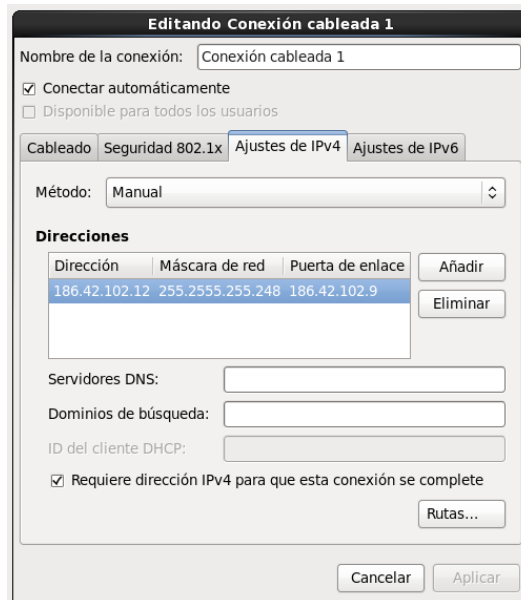 Editando Conexión cableada 1
Nombre de la conexión: Conexión cableada 1
Conectar automáticamente
Disponible para todos los usuarios
Cableado Seguridad 802.1x Ajustes de IPv4 Ajustes de IPv6
Método: Manual
Direcciones
Dirección Máscara de red Puerta de enlace Añadir
186.42.102.12 255.2555.255.248 186.42.102.9
Eliminar
Servidores DNS:
Dominios de búsqueda:
ID del cliente DHCP:
Requiere dirección IPv4 para que esta conexión se complete
Rutas...
Cancelar Aplicar